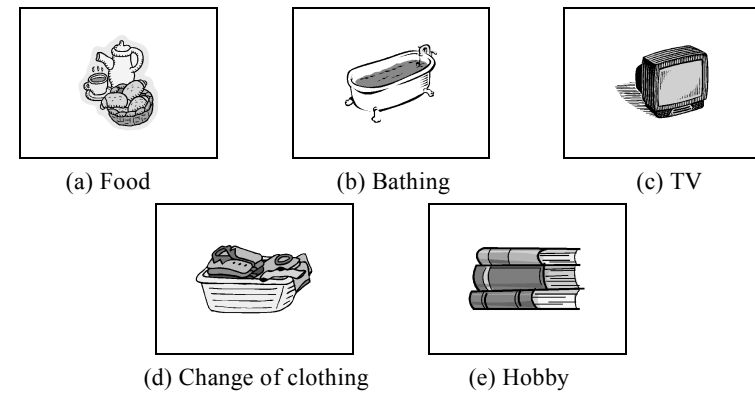 (a) Food
(b) Bathing
(c) TV
(d) Change of clothing
(e) Hobby